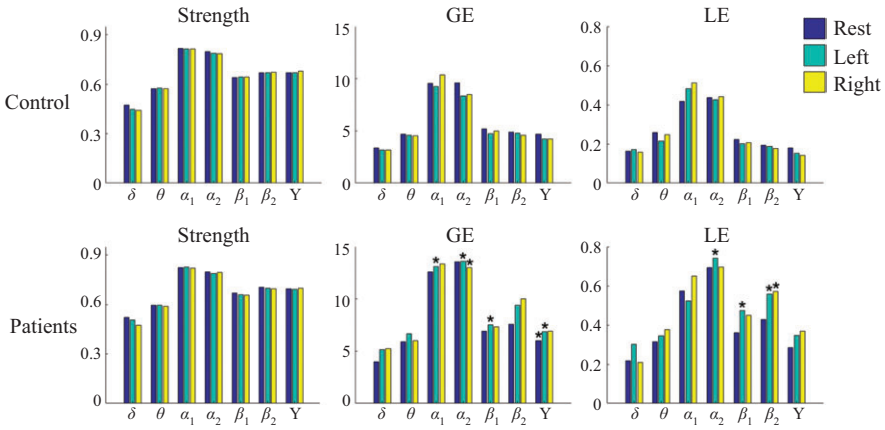 Strength GE LE
Rest
Left
Right
Control
0.9 0.6 0.3 0
15 10 5 0
0.8 0.6 0.4 0.2 0
δ θ α1 α2 β1 β2 Υ δ θ α1 α2 β1 β2 Υ δ θ α1 α2 β1 β2 Υ
Strength GE LE
Patients
0.9 0.6 0.3 0
15 10 5 0
0.8 0.6 0.4 0.2 0
* * * * * * * * * *
δ θ α1 α2 β1 β2 Υ δ θ α1 α2 β1 β2 Υ δ θ α1 α2 β1 β2 Υ